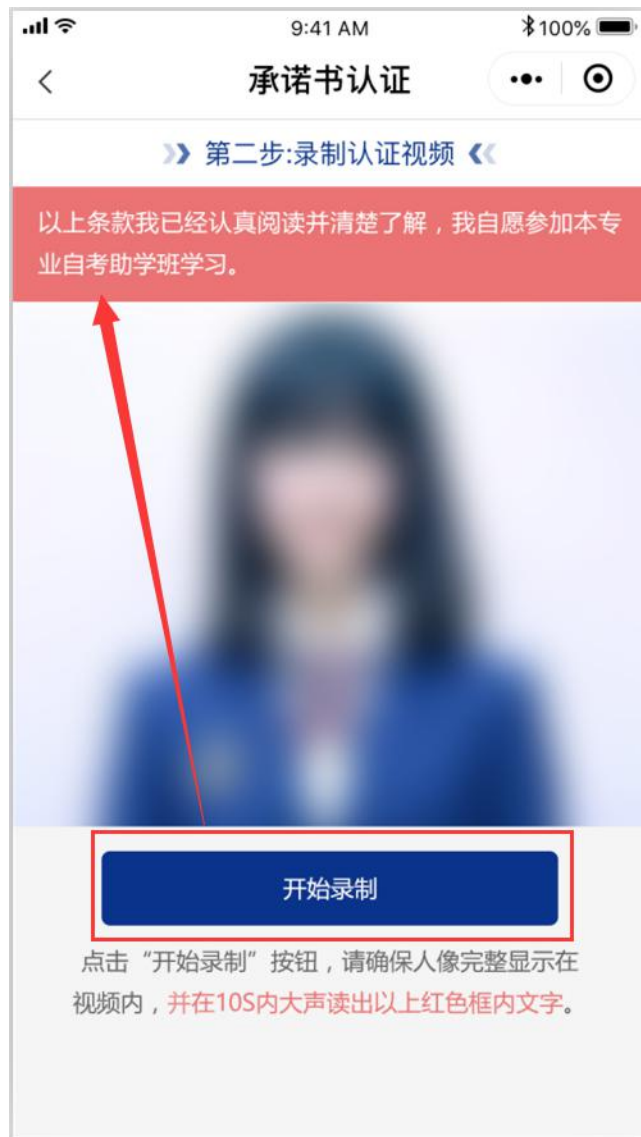 9:41 AM
100%
承诺书认证
第二步:录制认证视频
以上条款我已经认真阅读并清楚了解，我自愿参加本专
业自考助学班学习。
开始录制
点击“开始录制”按钮，请确保人像完整显示在
视频内，并在10S内大声读出以上红色框内文字。